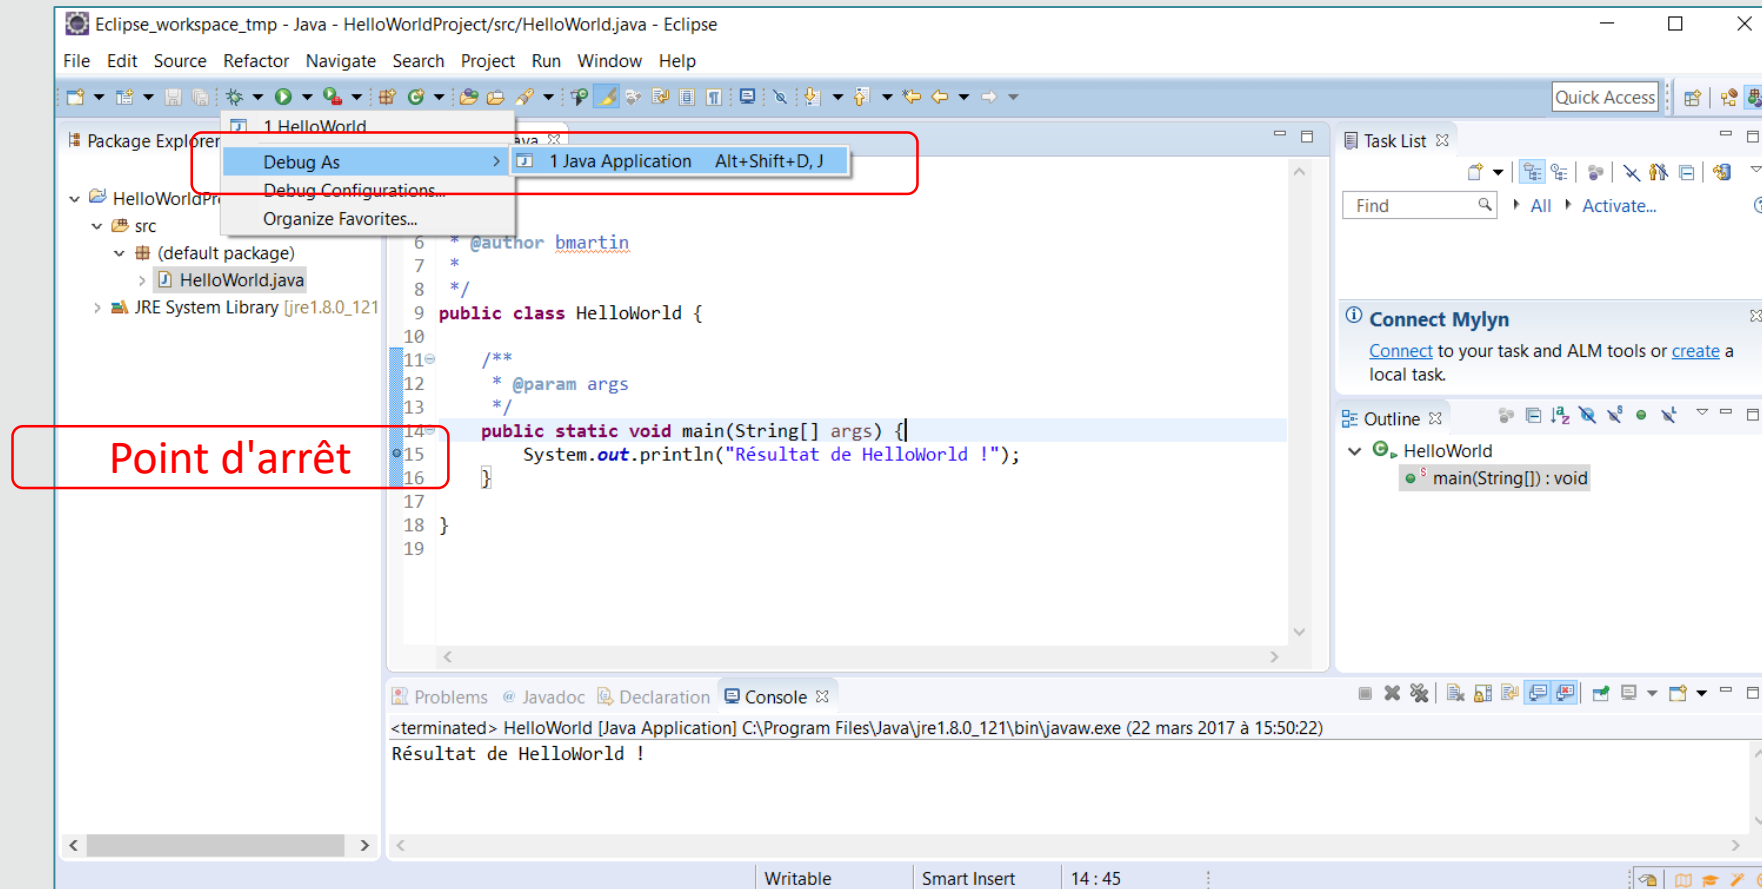 Eclipse_workspace_tmp - Java - HelloWorldProject/src/HelloWorld.java - Eclipse
File Edit Source Refactor Navigate Search Project Run Window Help
Quick Access
Package Explorer
1 HelloWorld
Debug As
1 Java Application Alt+Shift+D, J
Debug Configurations...
Organize Favorites...
HelloWorldPr
src
(default package)
HelloWorld.java
JRE System Library [jre1.8.0_121
Point d'arrêt
ava
6 * @author bmartin
7 *
8 */
9 public class HelloWorld {
10
11 /**
12 * @param args
13 */
14 public static void main(String[] args) {
15 System.out.println("Résultat de HelloWorld !");
16 }
17
18 }
19
Task List
Find All Activate...
Connect Mylyn
Connect to your task and ALM tools or create a
local task.
Outline
HelloWorld
main(String[]) : void
Problems @ Javadoc Declaration Console
<terminated> HelloWorld [Java Application] C:\Program Files\Java\jre1.8.0_121\bin\javaw.exe (22 mars 2017 à 15:50:22)
Résultat de HelloWorld !
Writable Smart Insert 14 : 45